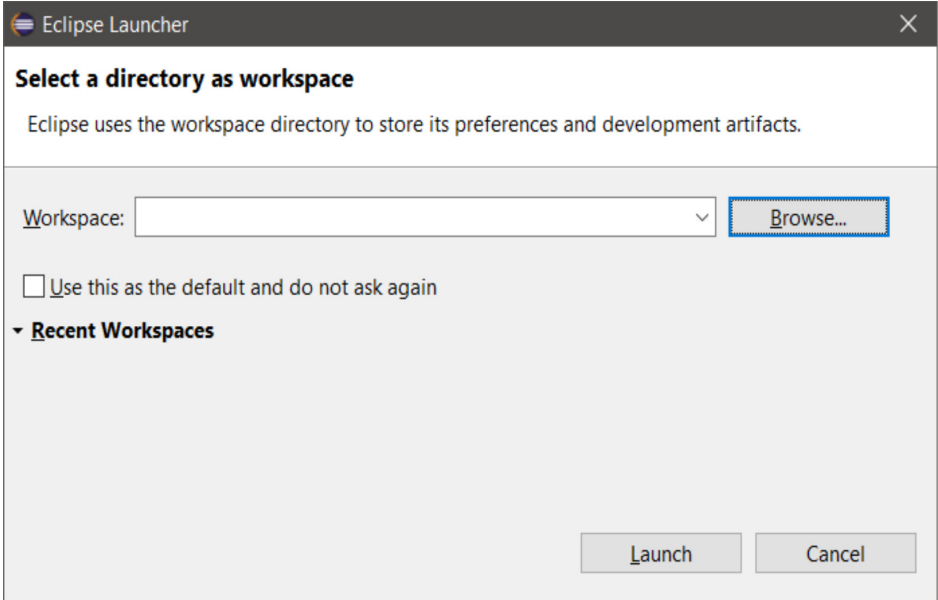 Eclipse Launcher
Select a directory as workspace
Eclipse uses the workspace directory to store its preferences and development artifacts.
Workspace: Browse...
Use this as the default and do not ask again
Recent Workspaces
Launch Cancel